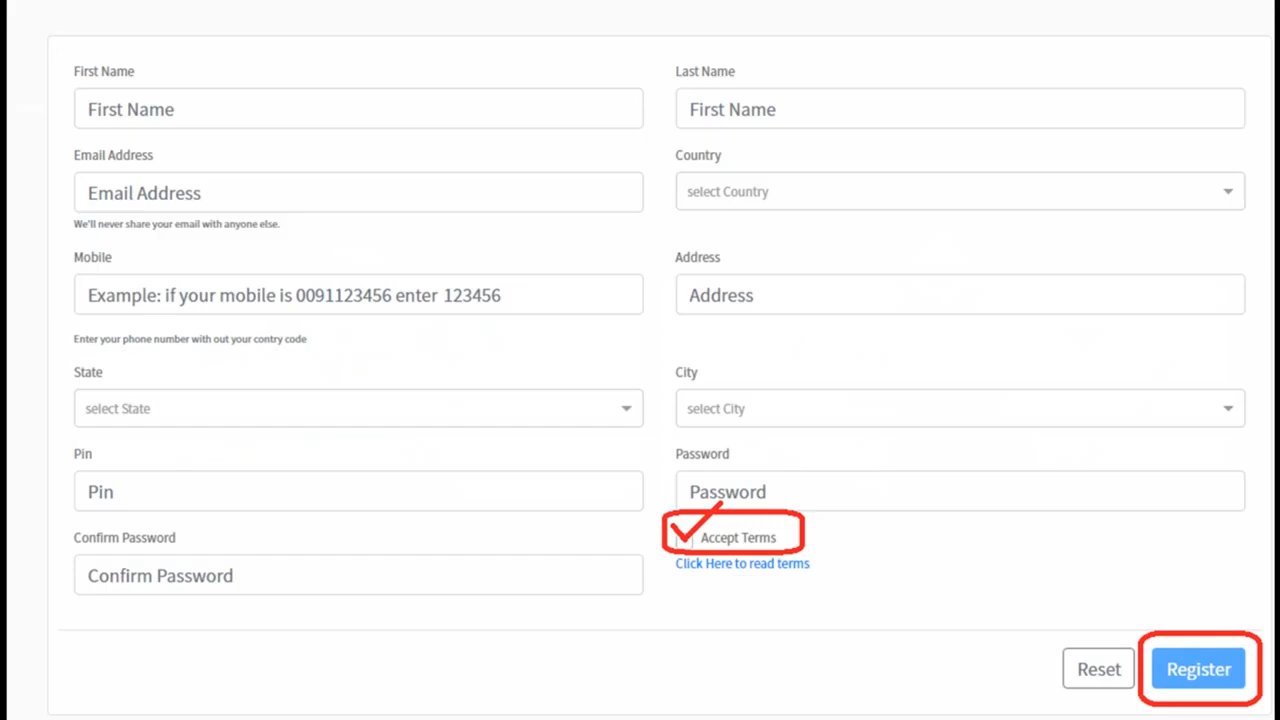 First Name
Last Name
First Name
First Name
Email Address
Country
Email Address
select Country
We'll never share your email with anyone else.
Mobile
Address
Example: if your mobile is 0091123456 enter 123456
Address
Enter your phone number with out your contry code
State
City
select State
select City
Pin
Password
Pin
Password
Confirm Password
Accept Terms
Confirm Password
Click Here to read terms
Reset
Register